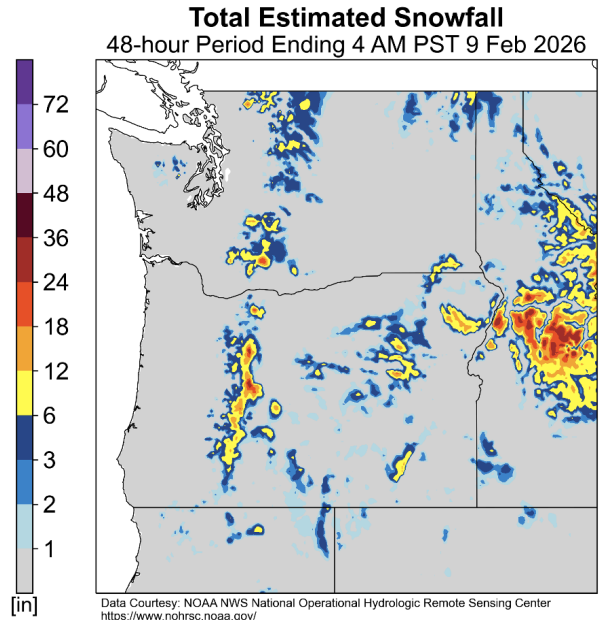 Total Estimated Snowfall
48-hour Period Ending 4 AM PST 9 Feb 2026
72
60
48
36
24
18
12
6
3
2
1
[in]
Data Courtesy: NOAA NWS National Operational Hydrologic Remote Sensing Center
https://www.nohrsc.noaa.gov/